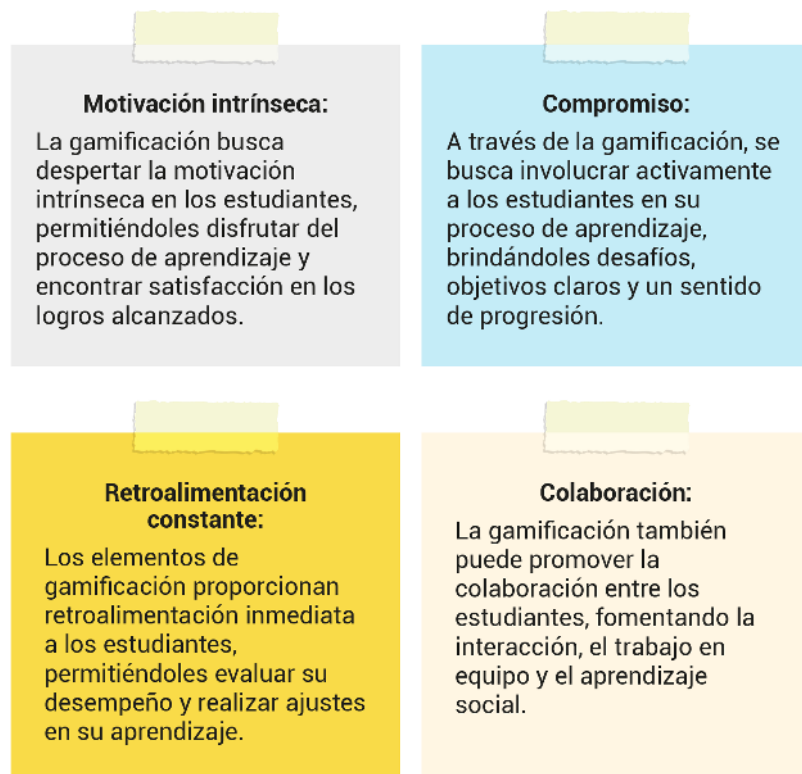 Motivación intrínseca:
La gamificación busca
despertar la motivación
intrínseca en los estudiantes,
permitiéndoles disfrutar del
proceso de aprendizaje y
encontrar satisfacción en los
logros alcanzados.
Compromiso:
A través de la gamificación, se
busca involucrar activamente
a los estudiantes en su
proceso de aprendizaje,
brindándoles desafíos,
objetivos claros y un sentido
de progresión.
Retroalimentación
constante:
Los elementos de
gamificación proporcionan
retroalimentación inmediata
a los estudiantes,
permitiéndoles evaluar su
desempeño y realizar ajustes
en su aprendizaje.
Colaboración:
La gamificación también
puede promover la
colaboración entre los
estudiantes, fomentando la
interacción, el trabajo en
equipo y el aprendizaje
social.